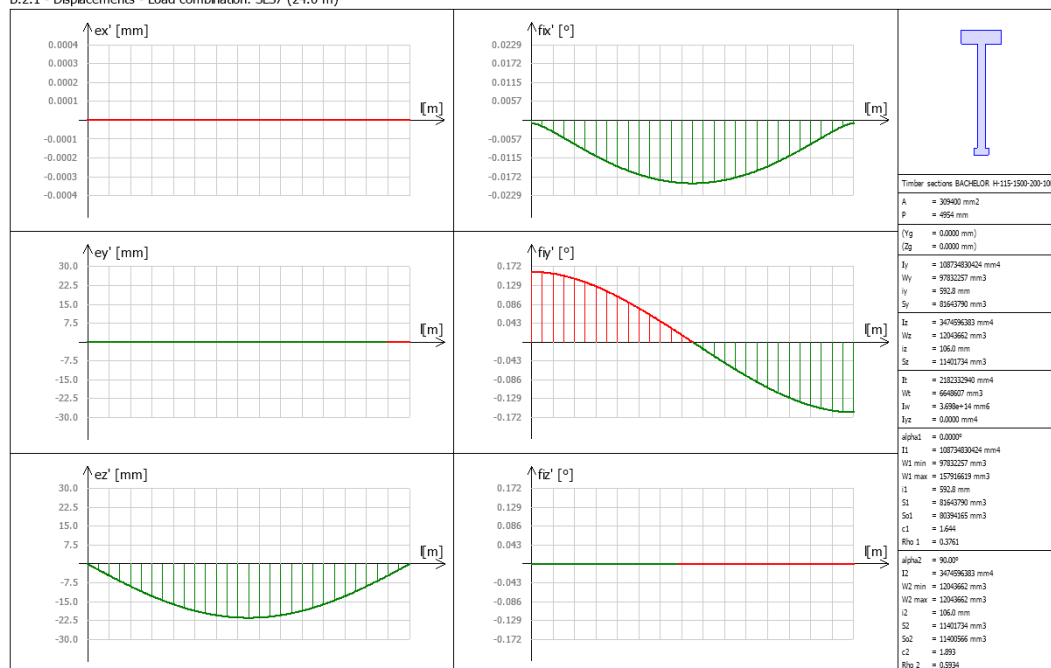 B.2.1 - Displacements - Load combination: SLS7 (24.0 m)
ex' [mm]
0.0004
0.0003
0.0002
0.0001
l[m]
-0.0001
-0.0002
-0.0003
-0.0004
fix' [º]
0.0229
0.0172
0.0115
0.0057
l[m]
-0.0057
-0.0115
-0.0172
-0.0229
ey' [mm]
30.0
22.5
15.0
7.5
l[m]
-7.5
-15.0
-22.5
-30.0
fiy' [º]
0.172
0.129
0.086
0.043
l[m]
-0.043
-0.086
-0.129
-0.172
ez' [mm]
30.0
22.5
15.0
7.5
l[m]
-7.5
-15.0
-22.5
-30.0
fiz' [º]
0.172
0.129
0.086
0.043
l[m]
-0.043
-0.086
-0.129
-0.172
Timber sections BACHELOR H-115-1500-200-100
A = 309400 mm2
P = 4954 mm
(Yg = 0.0000 mm)
(Zg = 0.0000 mm)
Iy = 108734830424 mm4
Wy = 97832257 mm3
iy = 592.8 mm
Sy = 81643790 mm3
Iz = 3474596383 mm4
Wz = 12043662 mm3
iz = 106.0 mm
Sz = 11401734 mm3
It = 2182332940 mm4
Wt = 6648607 mm3
Iw = 3.698e+14 mm6
Iyz = 0.0000 mm4
alpha1 = 0.0000º
I1 = 108734830424 mm4
W1 min = 97832257 mm3
W1 max = 157916619 mm3
i1 = 592.8 mm
S1 = 81643790 mm3
So1 = 80394165 mm3
c1 = 1.644
Rho 1 = 0.3761
alpha2 = 90.00º
I2 = 3474596383 mm4
W2 min = 12043662 mm3
W2 max = 12043662 mm3
i2 = 106.0 mm
S2 = 11401734 mm3
So2 = 11400566 mm3
c2 = 1.893
Rho 2 = 0.5934